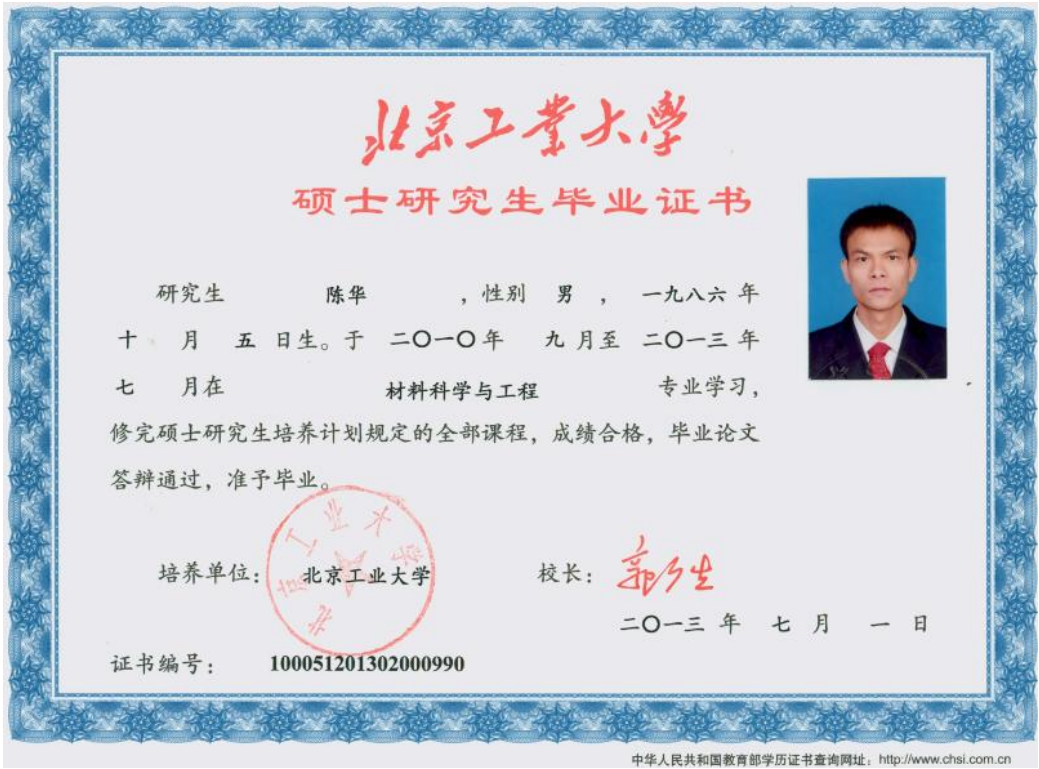 北京工業大學
硕士研究生毕业证书
研究生 陈华 ，性别 男 ， 一九八六 年
十 月 五 日生。于 二〇一〇 年 九 月至 二〇一三 年
七 月在 材料科学与工程 专业学习，
修完硕士研究生培养计划规定的全部课程，成绩合格，毕业论文
答辩通过，准予毕业。
北京工业大学
培养单位： 北京工业大学 校长：
二〇一三 年 七 月 一 日
证书编号： 100051201302000990
中华人民共和国教育部学历证书查询网址：http://www.chsi.com.cn